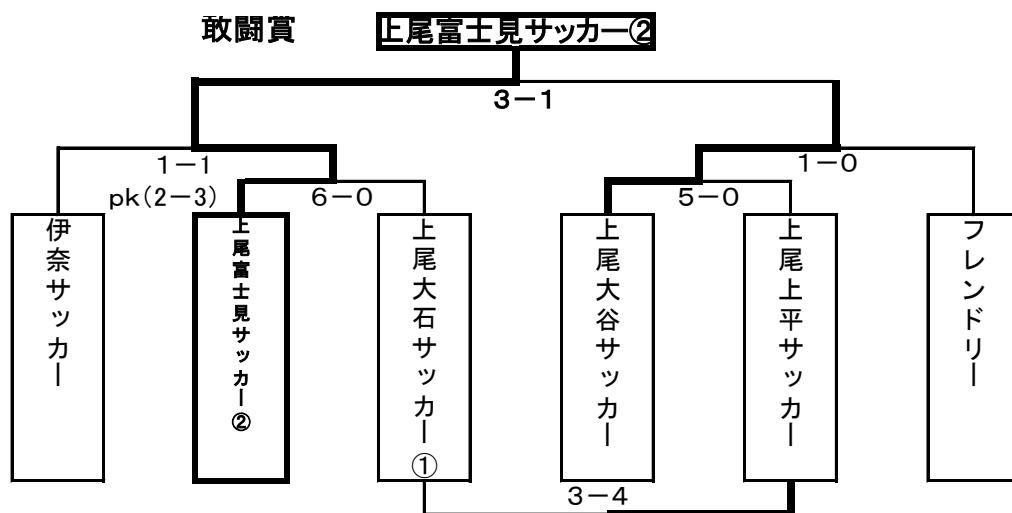 敢闘賞
上尾富士見サッカー②
3－1
1－1
1－0
pk（2－3）
6－0
5－0
伊奈サッカー
上尾富士見サッカー②
上尾大石サッカー①
上尾大谷サッカー
上尾上平サッカー
フレンドリー
3－4